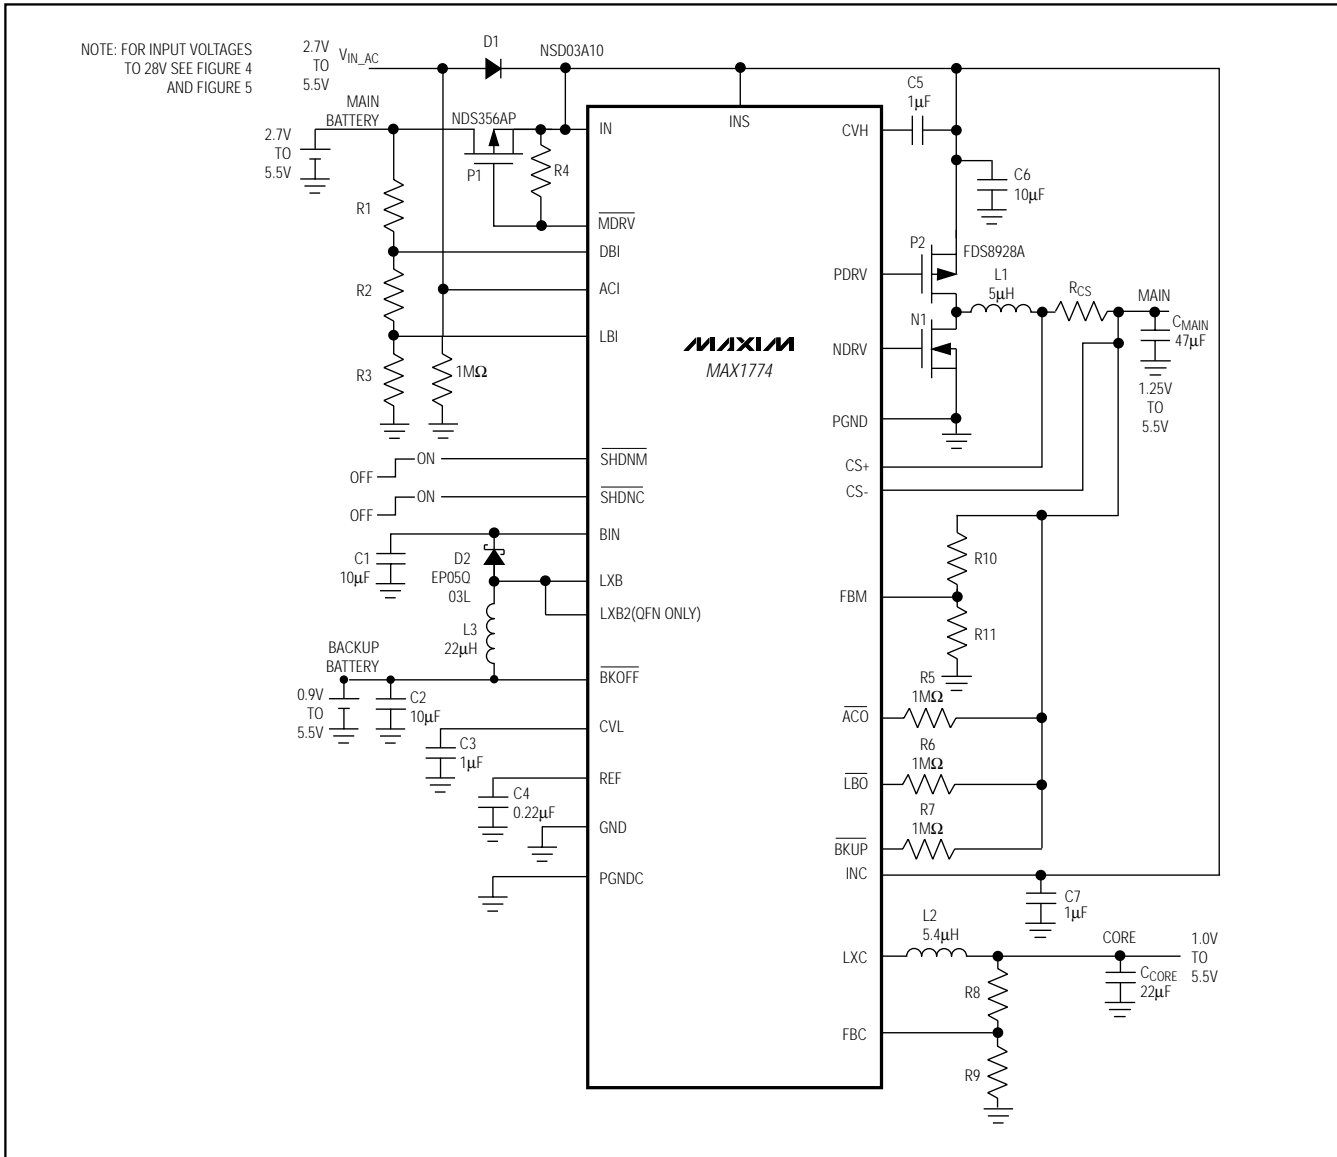 NOTE: FOR INPUT VOLTAGES
TO 28V SEE FIGURE 4
AND FIGURE 5
2.7V
TO
5.5V
VIN_AC
D1
NSD03A10
MAIN
BATTERY
2.7V
TO
5.5V
NDS356AP
P1
R4
R1
R2
R3
1MΩ
IN
MDRV
DBI
ACI
LBI
INS
CVH
C5
1µF
C6
10µF
P2
FDS8928A
PDRV
L1
5µH
RCS
MAIN
CMAIN
47µF
1.25V
TO
5.5V
N1
NDRV
MAXIM
MAX1774
PGND
CS+
CS-
OFF
ON
SHDNM
OFF
ON
SHDNC
BIN
C1
10µF
D2
EP05Q
03L
LXB
LXB2(QFN ONLY)
L3
22µH
BACKUP
BATTERY
0.9V
TO
5.5V
C2
10µF
BKOFF
CVL
C3
1µF
REF
C4
0.22µF
GND
PGNDC
R10
FBM
R11
R5
1MΩ
ACO
R6
1MΩ
LBO
R7
1MΩ
BKUP
INC
C7
1µF
L2
5.4µH
LXC
CORE
1.0V
TO
5.5V
CCORE
22µF
R8
FBC
R9